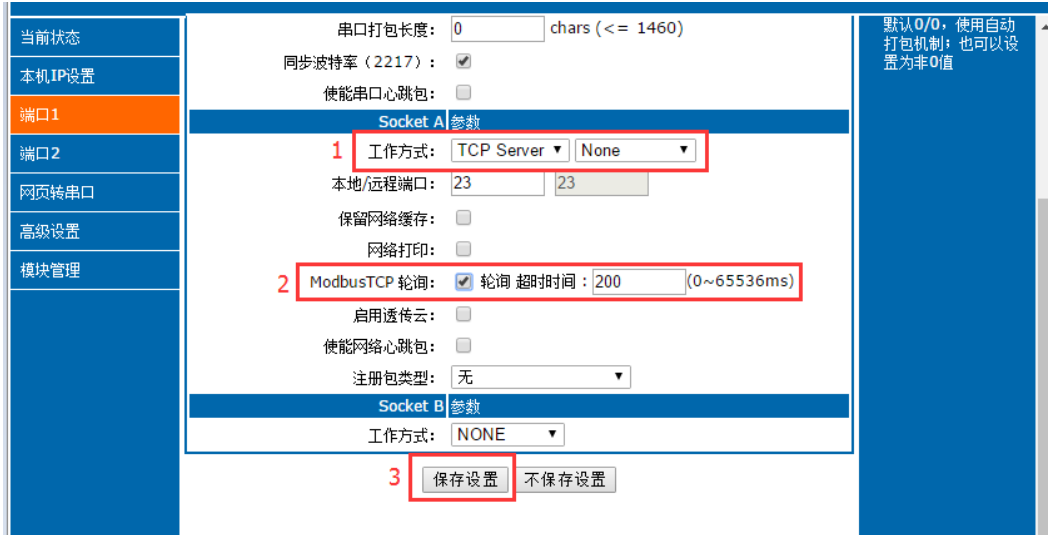 当前状态
本机IP设置
端口1
端口2
网页转串口
高级设置
模块管理
串口打包长度: 0 chars (<= 1460)
同步波特率（2217）:
使能串口心跳包:
Socket A 参数
1 工作方式: TCP Server None
本地/远程端口: 23 23
保留网络缓存:
网络打印:
2 ModbusTCP 轮询: 轮询 超时时间 : 200 (0~65536ms)
启用透传云:
使能网络心跳包:
注册包类型: 无
Socket B 参数
工作方式: NONE
3 保存设置 不保存设置
默认0/0，使用自动
打包机制；也可以设
置为非0值